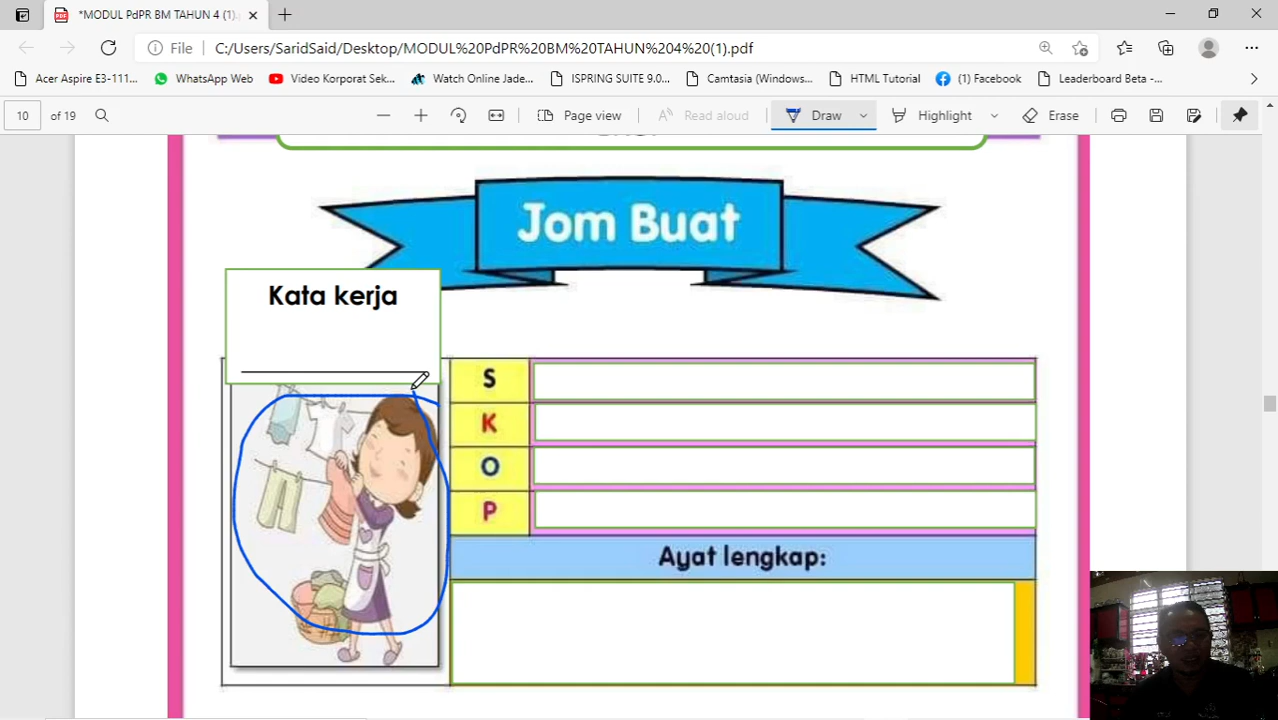 *MODUL PdPR BM TAHUN 4 (1).
File C:/Users/SaridSaid/Desktop/MODUL%20PdPR%20BM%20TAHUN%204%20(1).pdf
Acer Aspire E3-111... WhatsApp Web Video Korporat Sek... Watch Online Jade... ISPRING SUITE 9.0... Camtasia (Windows... HTML Tutorial (1) Facebook Leaderboard Beta -...
10 of 19 Page view Read aloud Draw Highlight Erase
Jom Buat
Kata kerja
S
K
O
P
Ayat lengkap: